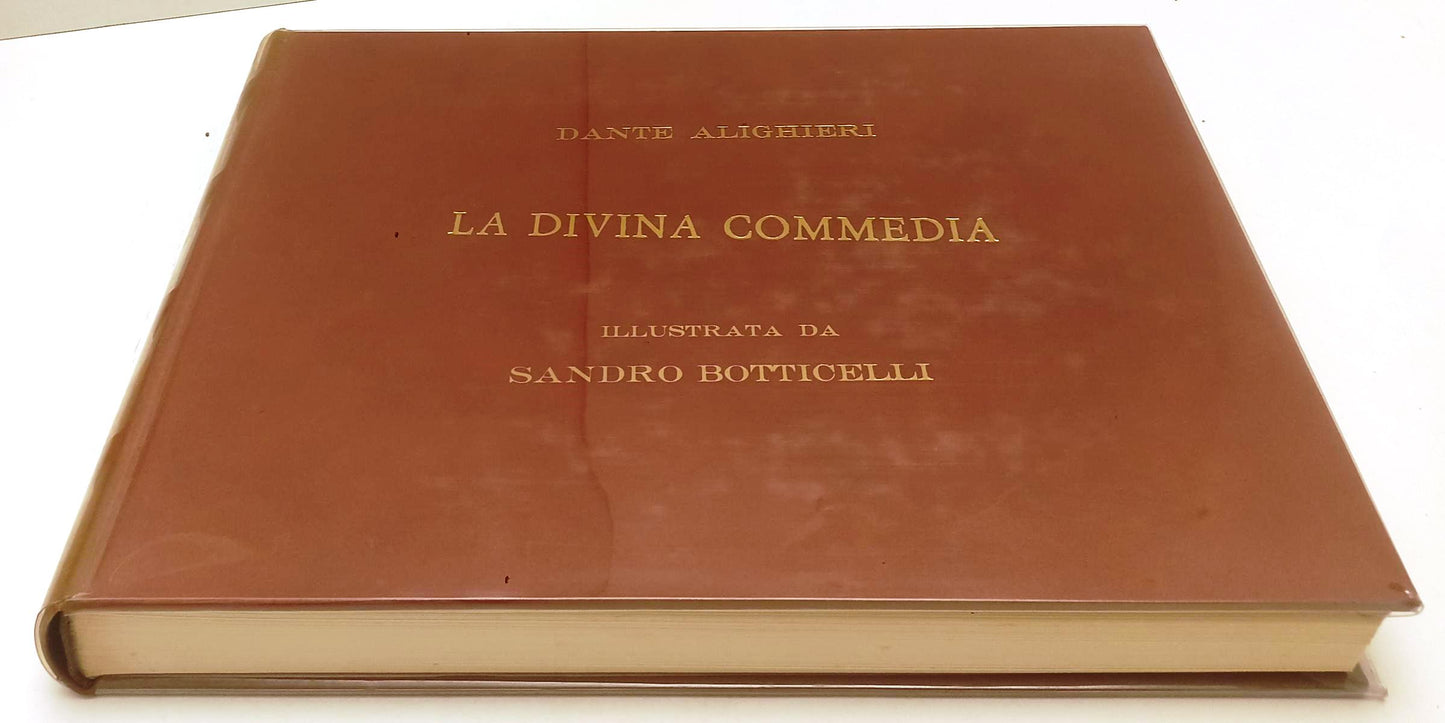 DANTE ALIGHIERI
LA DIVINA COMMEDIA
ILLUSTRATA DA
SANDRO BOTTICELLI